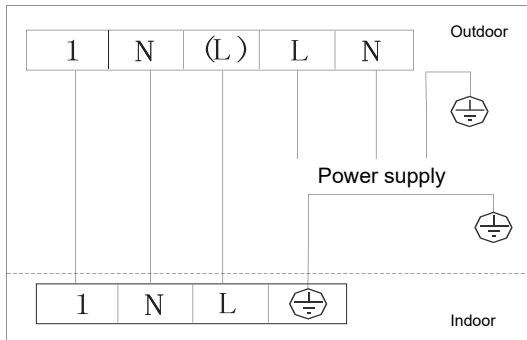 Outdoor
1 N (L) L N
Power supply
1 N L
Indoor